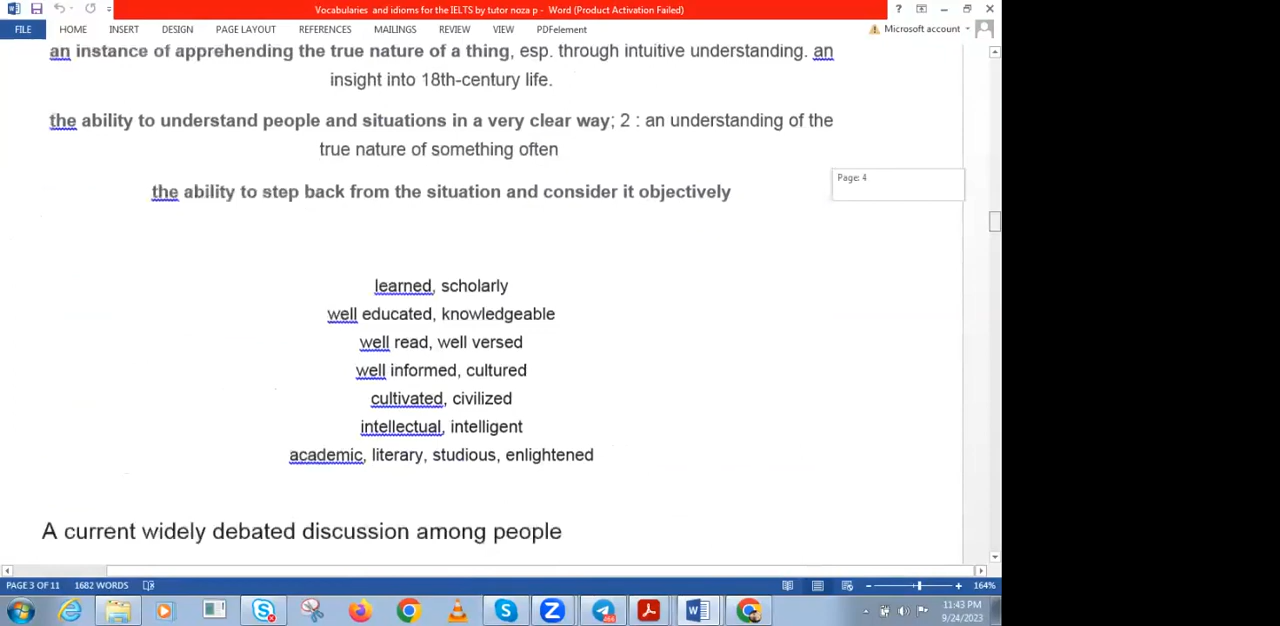 Vocabularies and idioms for the IELTS by tutor noza p - Word (Product Activation Failed)
FILE HOME INSERT DESIGN PAGE LAYOUT REFERENCES MAILINGS REVIEW VIEW PDFelement Microsoft account
an instance of apprehending the true nature of a thing, esp. through intuitive understanding. an
insight into 18th-century life.
the ability to understand people and situations in a very clear way; 2 : an understanding of the
true nature of something often
the ability to step back from the situation and consider it objectively
Page: 4
learned, scholarly
well educated, knowledgeable
well read, well versed
well informed, cultured
cultivated, civilized
intellectual, intelligent
academic, literary, studious, enlightened
A current widely debated discussion among people
PAGE 3 OF 11 1682 WORDS 164%
11:43 PM
9/24/2023